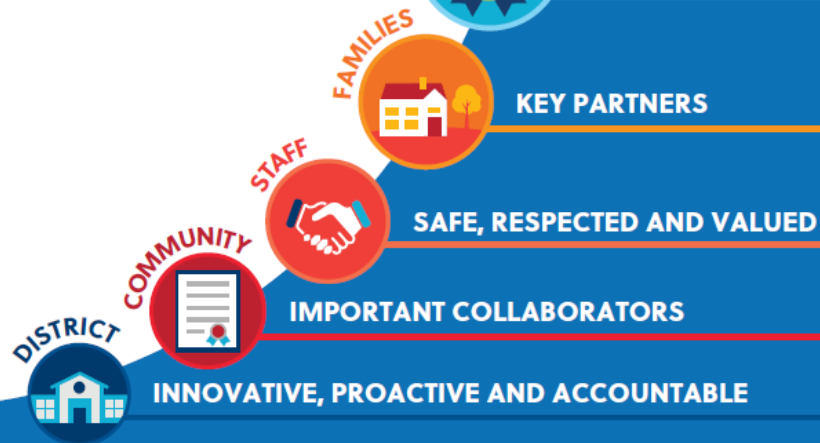 FAMILIES
KEY PARTNERS
STAFF
SAFE, RESPECTED AND VALUED
COMMUNITY
IMPORTANT COLLABORATORS
DISTRICT
INNOVATIVE, PROACTIVE AND ACCOUNTABLE